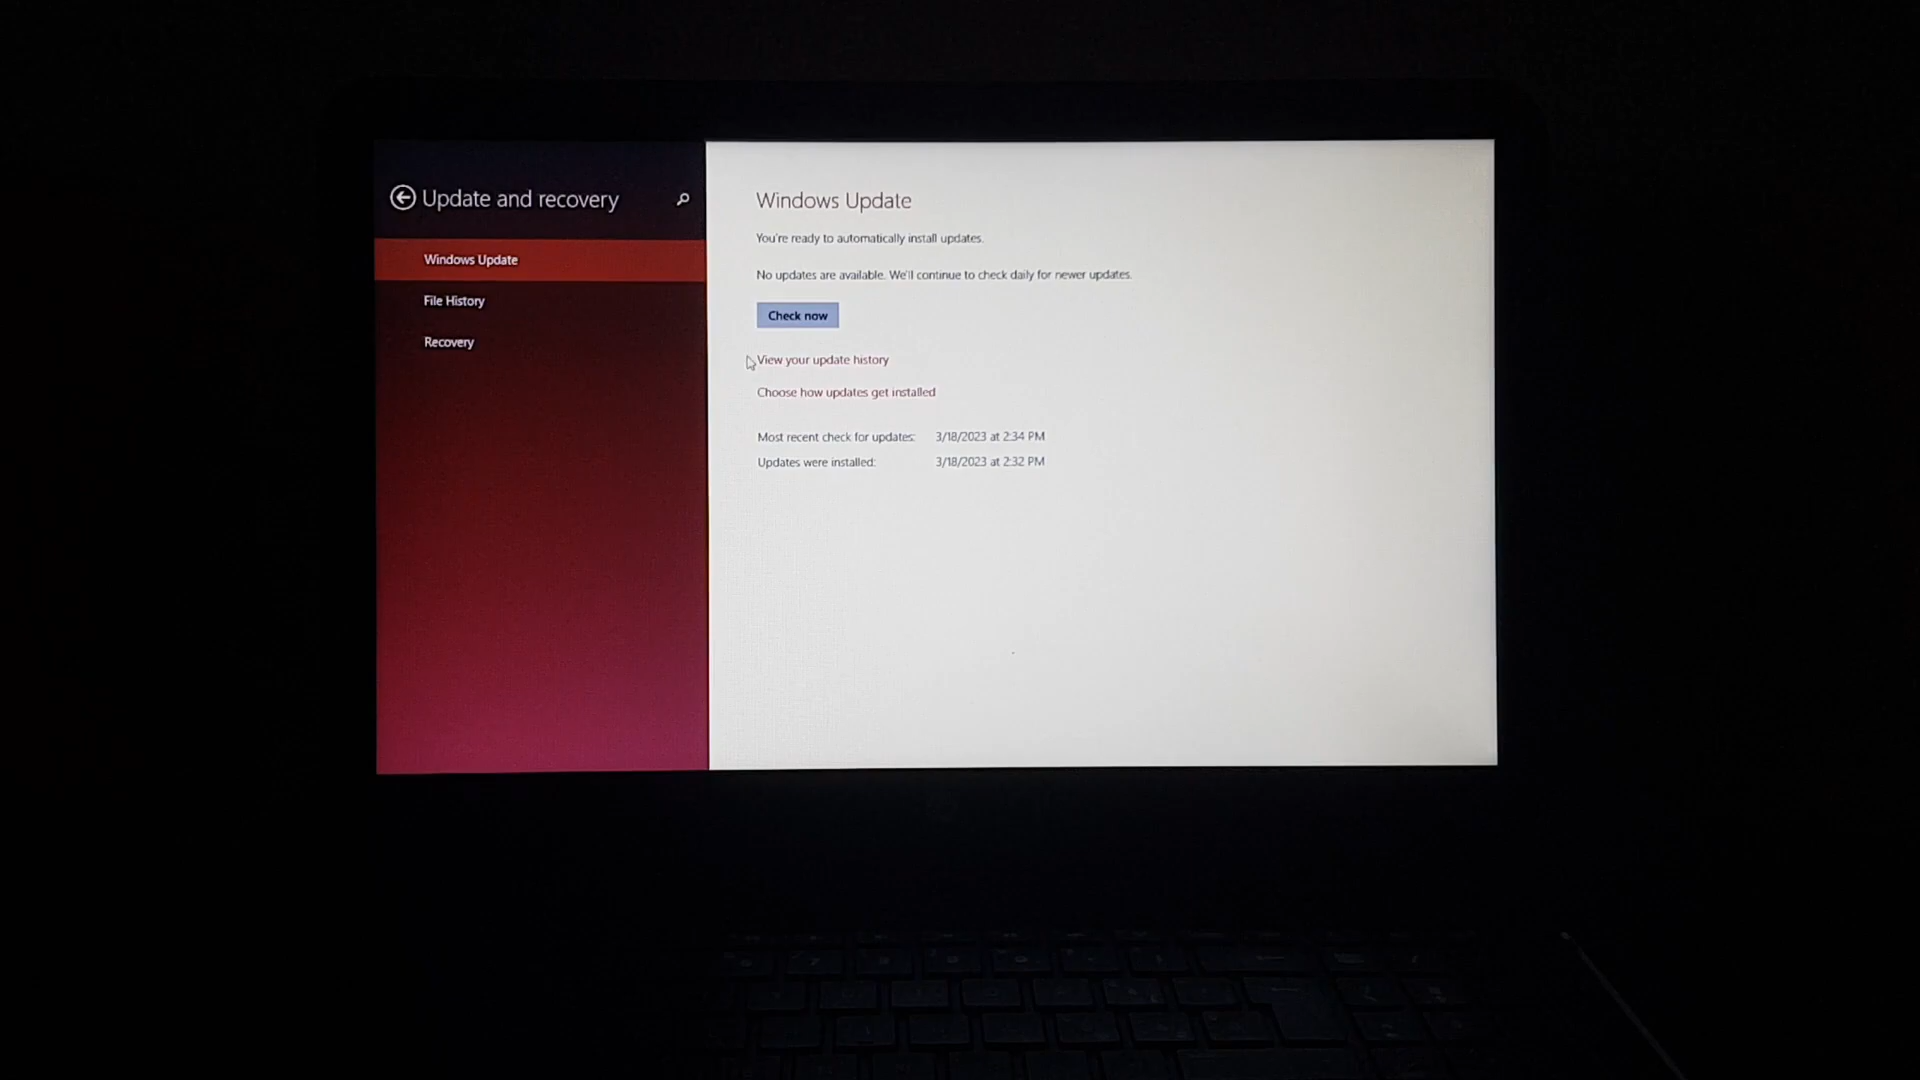 Update and recovery
Windows Update
File History
Recovery
Windows Update
You're ready to automatically install updates.
No updates are available. We'll continue to check daily for newer updates.
Check now
View your update history
Choose how updates get installed
Most recent check for updates: 3/18/2023 at 2:34 PM
Updates were installed: 3/18/2023 at 2:32 PM